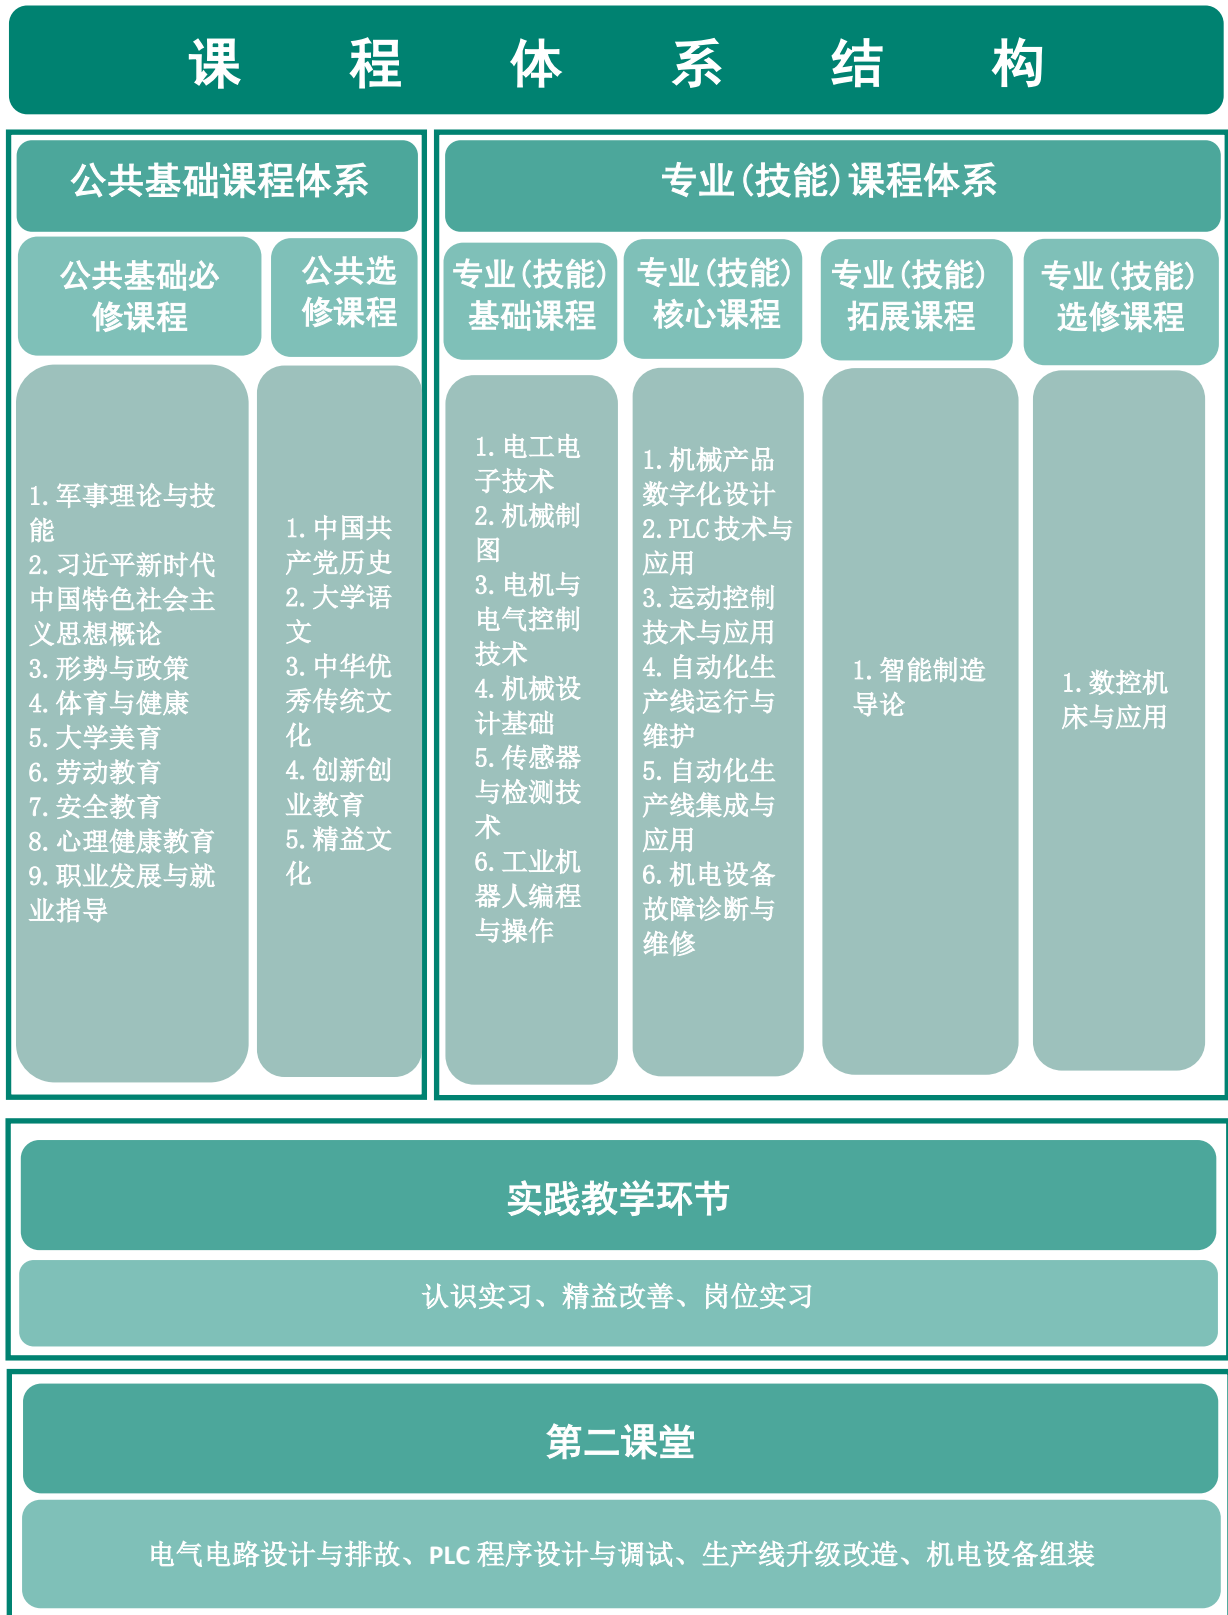 课程体系结构
公共基础课程体系
公共基础必
修课程
公共选
修课程
1.军事理论与技
能
2.习近平新时代
中国特色社会主
义思想概论
3.形势与政策
4.体育与健康
5.大学美育
6.劳动教育
7.安全教育
8.心理健康教育
9.职业发展与就
业指导
1.中国共
产党历史
2.大学语
文
3.中华优
秀传统文
化
4.创新创
业教育
5.精益文
化
专业(技能)课程体系
专业(技能)
基础课程
专业(技能)
核心课程
专业(技能)
拓展课程
专业(技能)
选修课程
1.电工电
子技术
2.机械制
图
3.电机与
电气控制
技术
4.机械设
计基础
5.传感器
与检测技
术
6.工业机
器人编程
与操作
1.机械产品
数字化设计
2.PLC技术与
应用
3.运动控制
技术与应用
4.自动化生
产线运行与
维护
5.自动化生
产线集成与
应用
6.机电设备
故障诊断与
维修
1.智能制造
导论
1.数控机
床与应用
实践教学环节
认识实习、精益改善、岗位实习
第二课堂
电气电路设计与排故、PLC 程序设计与调试、生产线升级改造、机电设备组装